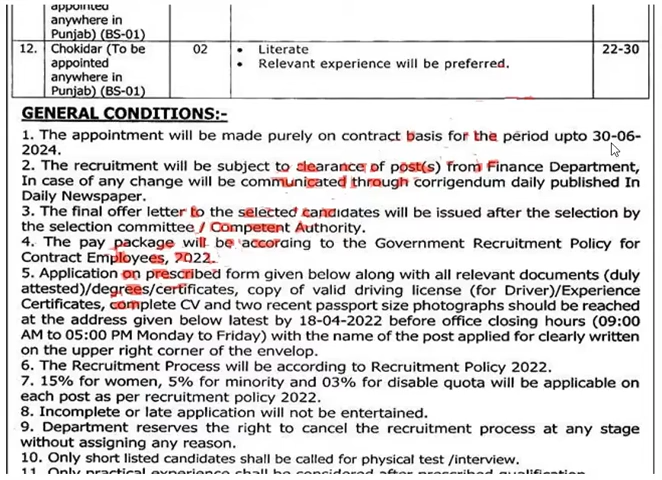 appointed
anywhere in
Punjab) (BS-01)
12. Chokidar (To be appointed anywhere in Punjab) (BS-01) 02 • Literate • Relevant experience will be preferred. 22-30
GENERAL CONDITIONS:-
1. The appointment will be made purely on contract basis for the period upto 30-06-
2024.
2. The recruitment will be subject to clearance of post(s) from Finance Department,
In case of any change will be communicated through corrigendum daily published In
Daily Newspaper.
3. The final offer letter to the selected candidates will be issued after the selection by
the selection committee / Competent Authority.
4. The pay package will be according to the Government Recruitment Policy for
Contract Employees, 2022.
5. Application on prescribed form given below along with all relevant documents (duly
attested)/degrees/certificates, copy of valid driving license (for Driver)/Experience
Certificates, complete CV and two recent passport size photographs should be reached
at the address given below latest by 18-04-2022 before office closing hours (09:00
AM to 05:00 PM Monday to Friday) with the name of the post applied for clearly written
on the upper right corner of the envelop.
6. The Recruitment Process will be according to Recruitment Policy 2022.
7. 15% for women, 5% for minority and 03% for disable quota will be applicable on
each post as per recruitment policy 2022.
8. Incomplete or late application will not be entertained.
9. Department reserves the right to cancel the recruitment process at any stage
without assigning any reason.
10. Only short listed candidates shall be called for physical test /interview.
11. Only practical experience shall be considered after prescribed qualification.